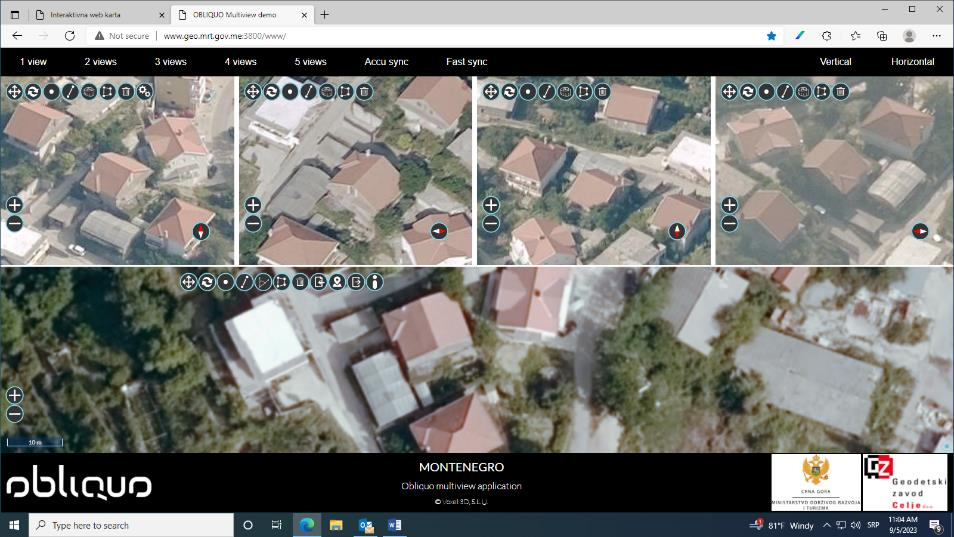 Interaktivna web karta
OBLIQUO Multiview demo
Not secure
www.geo.mrt.gov.me:3800/www/
1 view
2 views
3 views
4 views
5 views
Accu sync
Fast sync
Vertical
Horizontal
10 m
obliquo
MONTENEGRO
Obliquo multiview application
© Voxel 3D, S.L.U.
CRNA GORA
MINISTARSTVO ODRŽIVOG RAZVOJA
I TURIZMA
GZ
Geodetski
zavod
Celje d.o.o.
Type here to search
81°F Windy
SRP
11:04 AM
9/5/2023